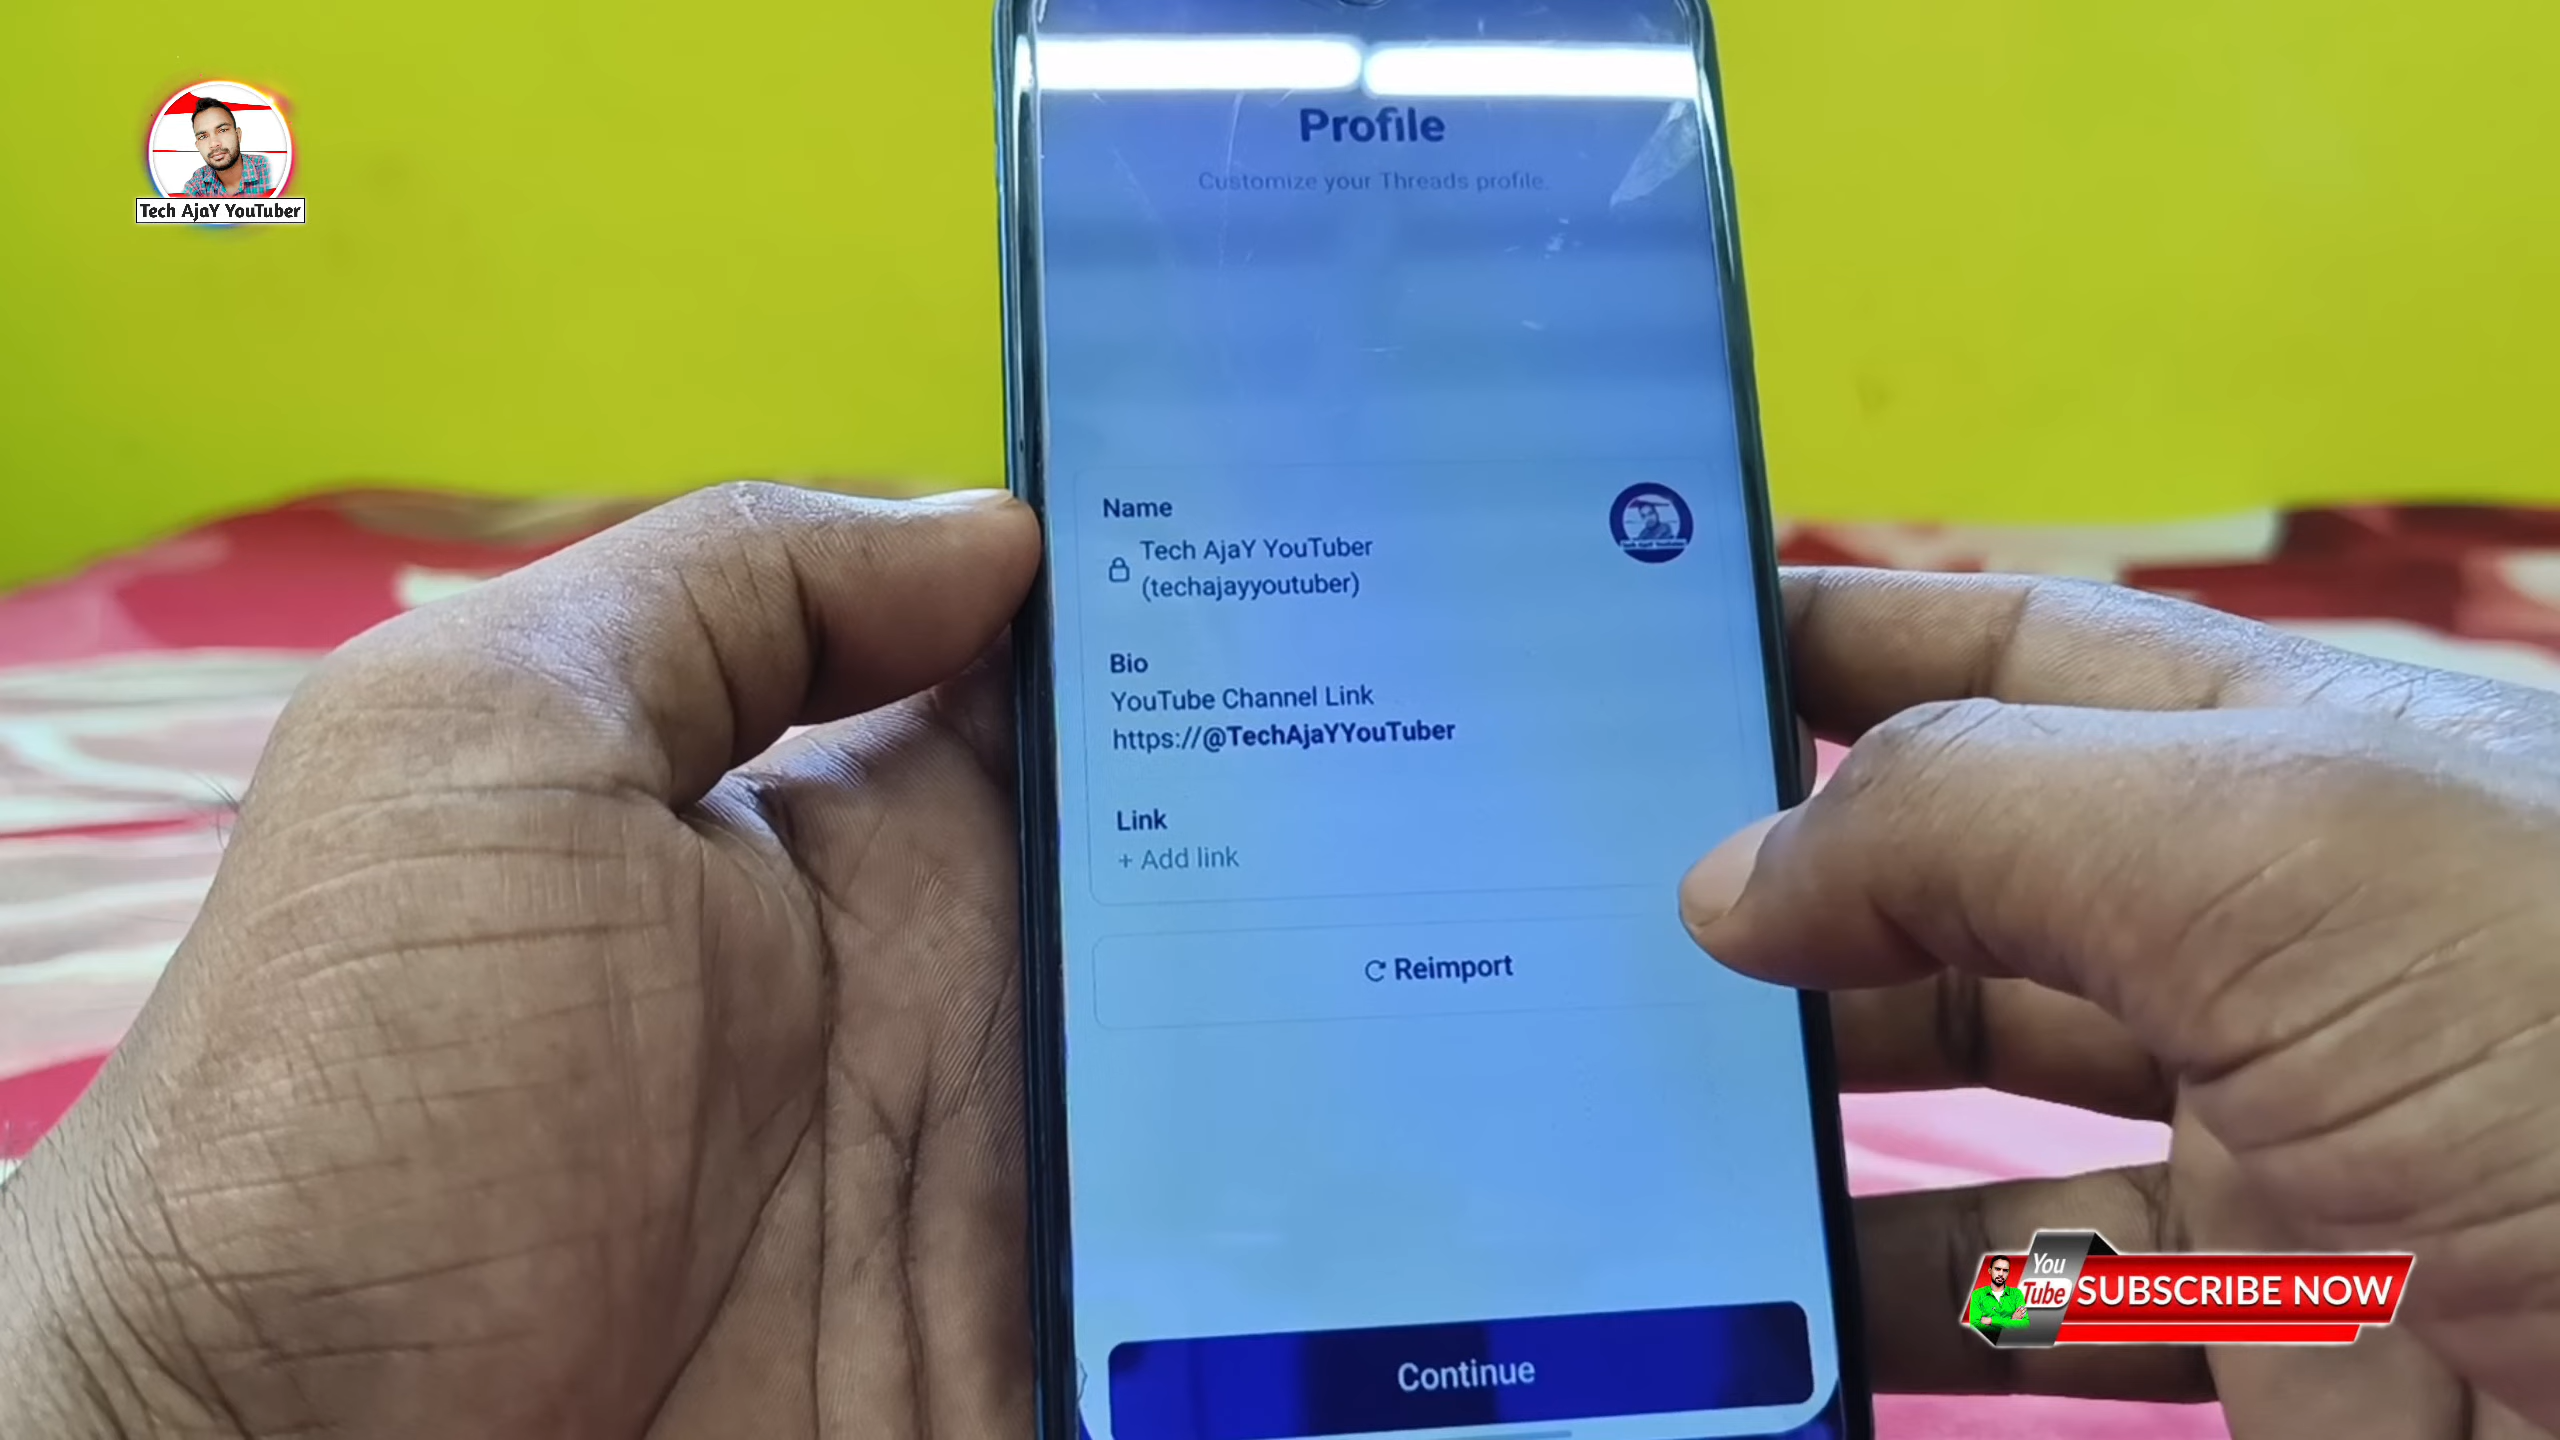 Tech AjaY YouTuber
Profile
Customize your Threads profile.
Name
Tech AjaY YouTuber
(techajayyoutuber)
Bio
YouTube Channel Link
https://@TechAjaYYouTuber
Link
+ Add link
Reimport
Continue
You
Tube
SUBSCRIBE NOW